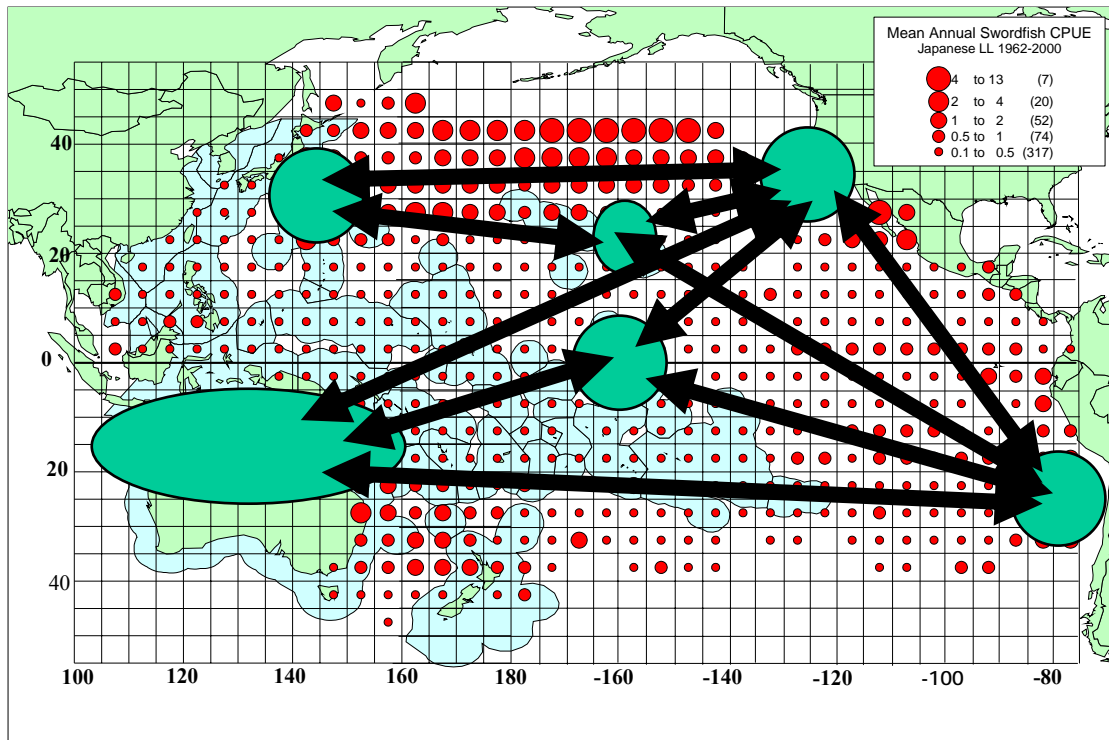 Mean Annual Swordfish CPUE
Japanese LL 1962-2000
4 to 13 (7)
2 to 4 (20)
1 to 2 (52)
0.5 to 1 (74)
0.1 to 0.5 (317)
40
20
0
20
40
100 120 140 160 180 -160 -140 -120 -100 -80